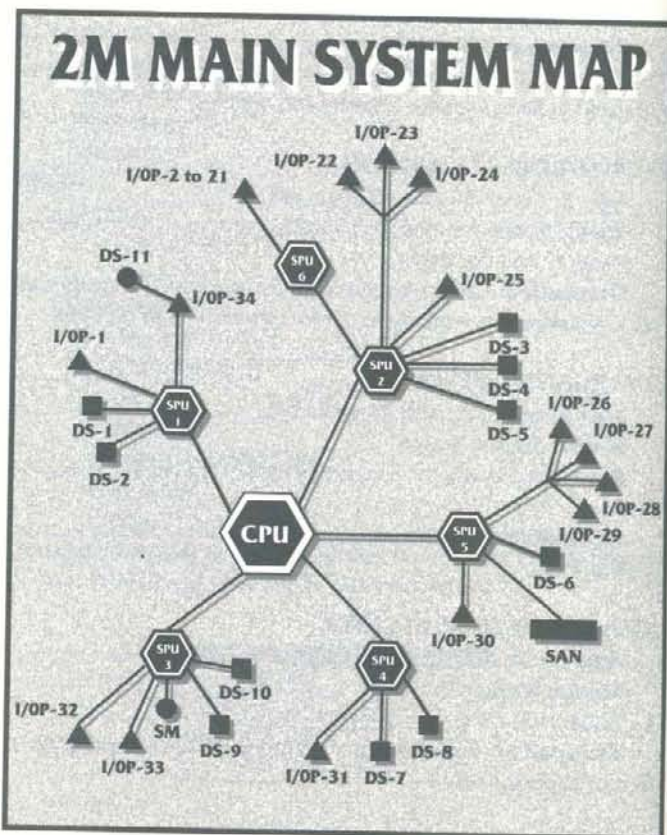 2M MAIN SYSTEM MAP
I/OP-23
I/OP-22
I/OP-24
I/OP-2 to 21
SPU
6
DS-11
I/OP-34
I/OP-25
I/OP-1
DS-3
SPU
2
DS-4
I/OP-26
DS-1
SPU
1
DS-5
I/OP-27
DS-2
I/OP-28
CPU
SPU
5
I/OP-29
DS-6
I/OP-30
SAN
SPU
3
SPU
4
DS-10
I/OP-32
SM
DS-9
DS-8
I/OP-33
I/OP-31
DS-7